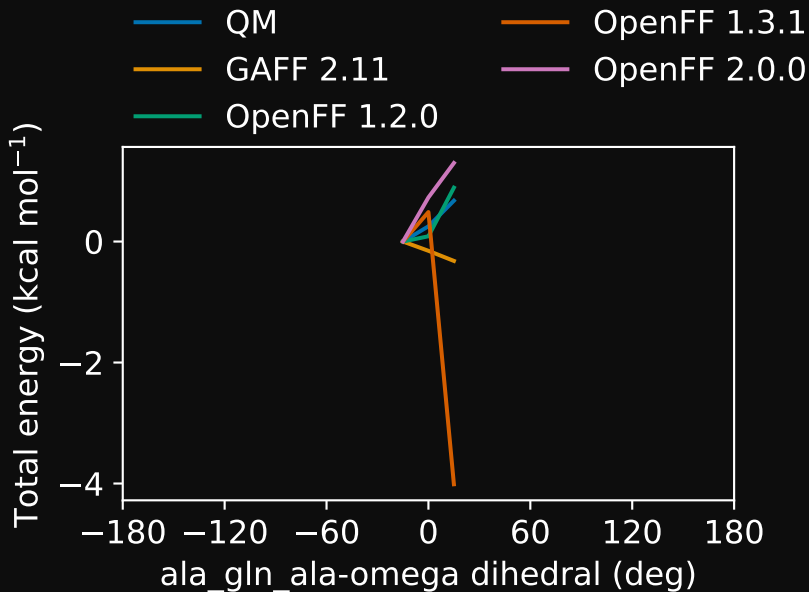 QM
GAFF 2.11
OpenFF 1.2.0
OpenFF 1.3.1
OpenFF 2.0.0
Total energy (kcal mol⁻¹)
0
−2
−4
−180 −120 −60 0 60 120 180
ala_gln_ala-omega dihedral (deg)